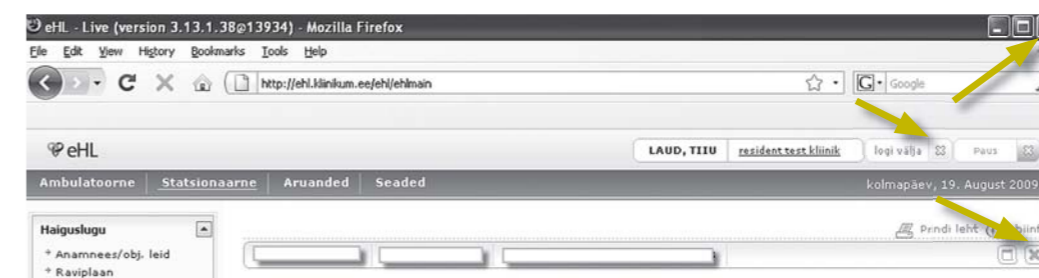 eHL - Live (version 3.13.1.38@13934) - Mozilla Firefox
File Edit View History Bookmarks Tools Help
http://ehl.kliinikum.ee/ehl/ehlmain
G Google
eHL
LAUD, TIIU resident test kliinik logi välja Paus
Ambulatoorne Statsionaarne Aruanded Seaded
kolmapäev, 19. August 2009
Haiguslugu
Prindi leht
* Anamnees/obj. leid
* Raviplaan